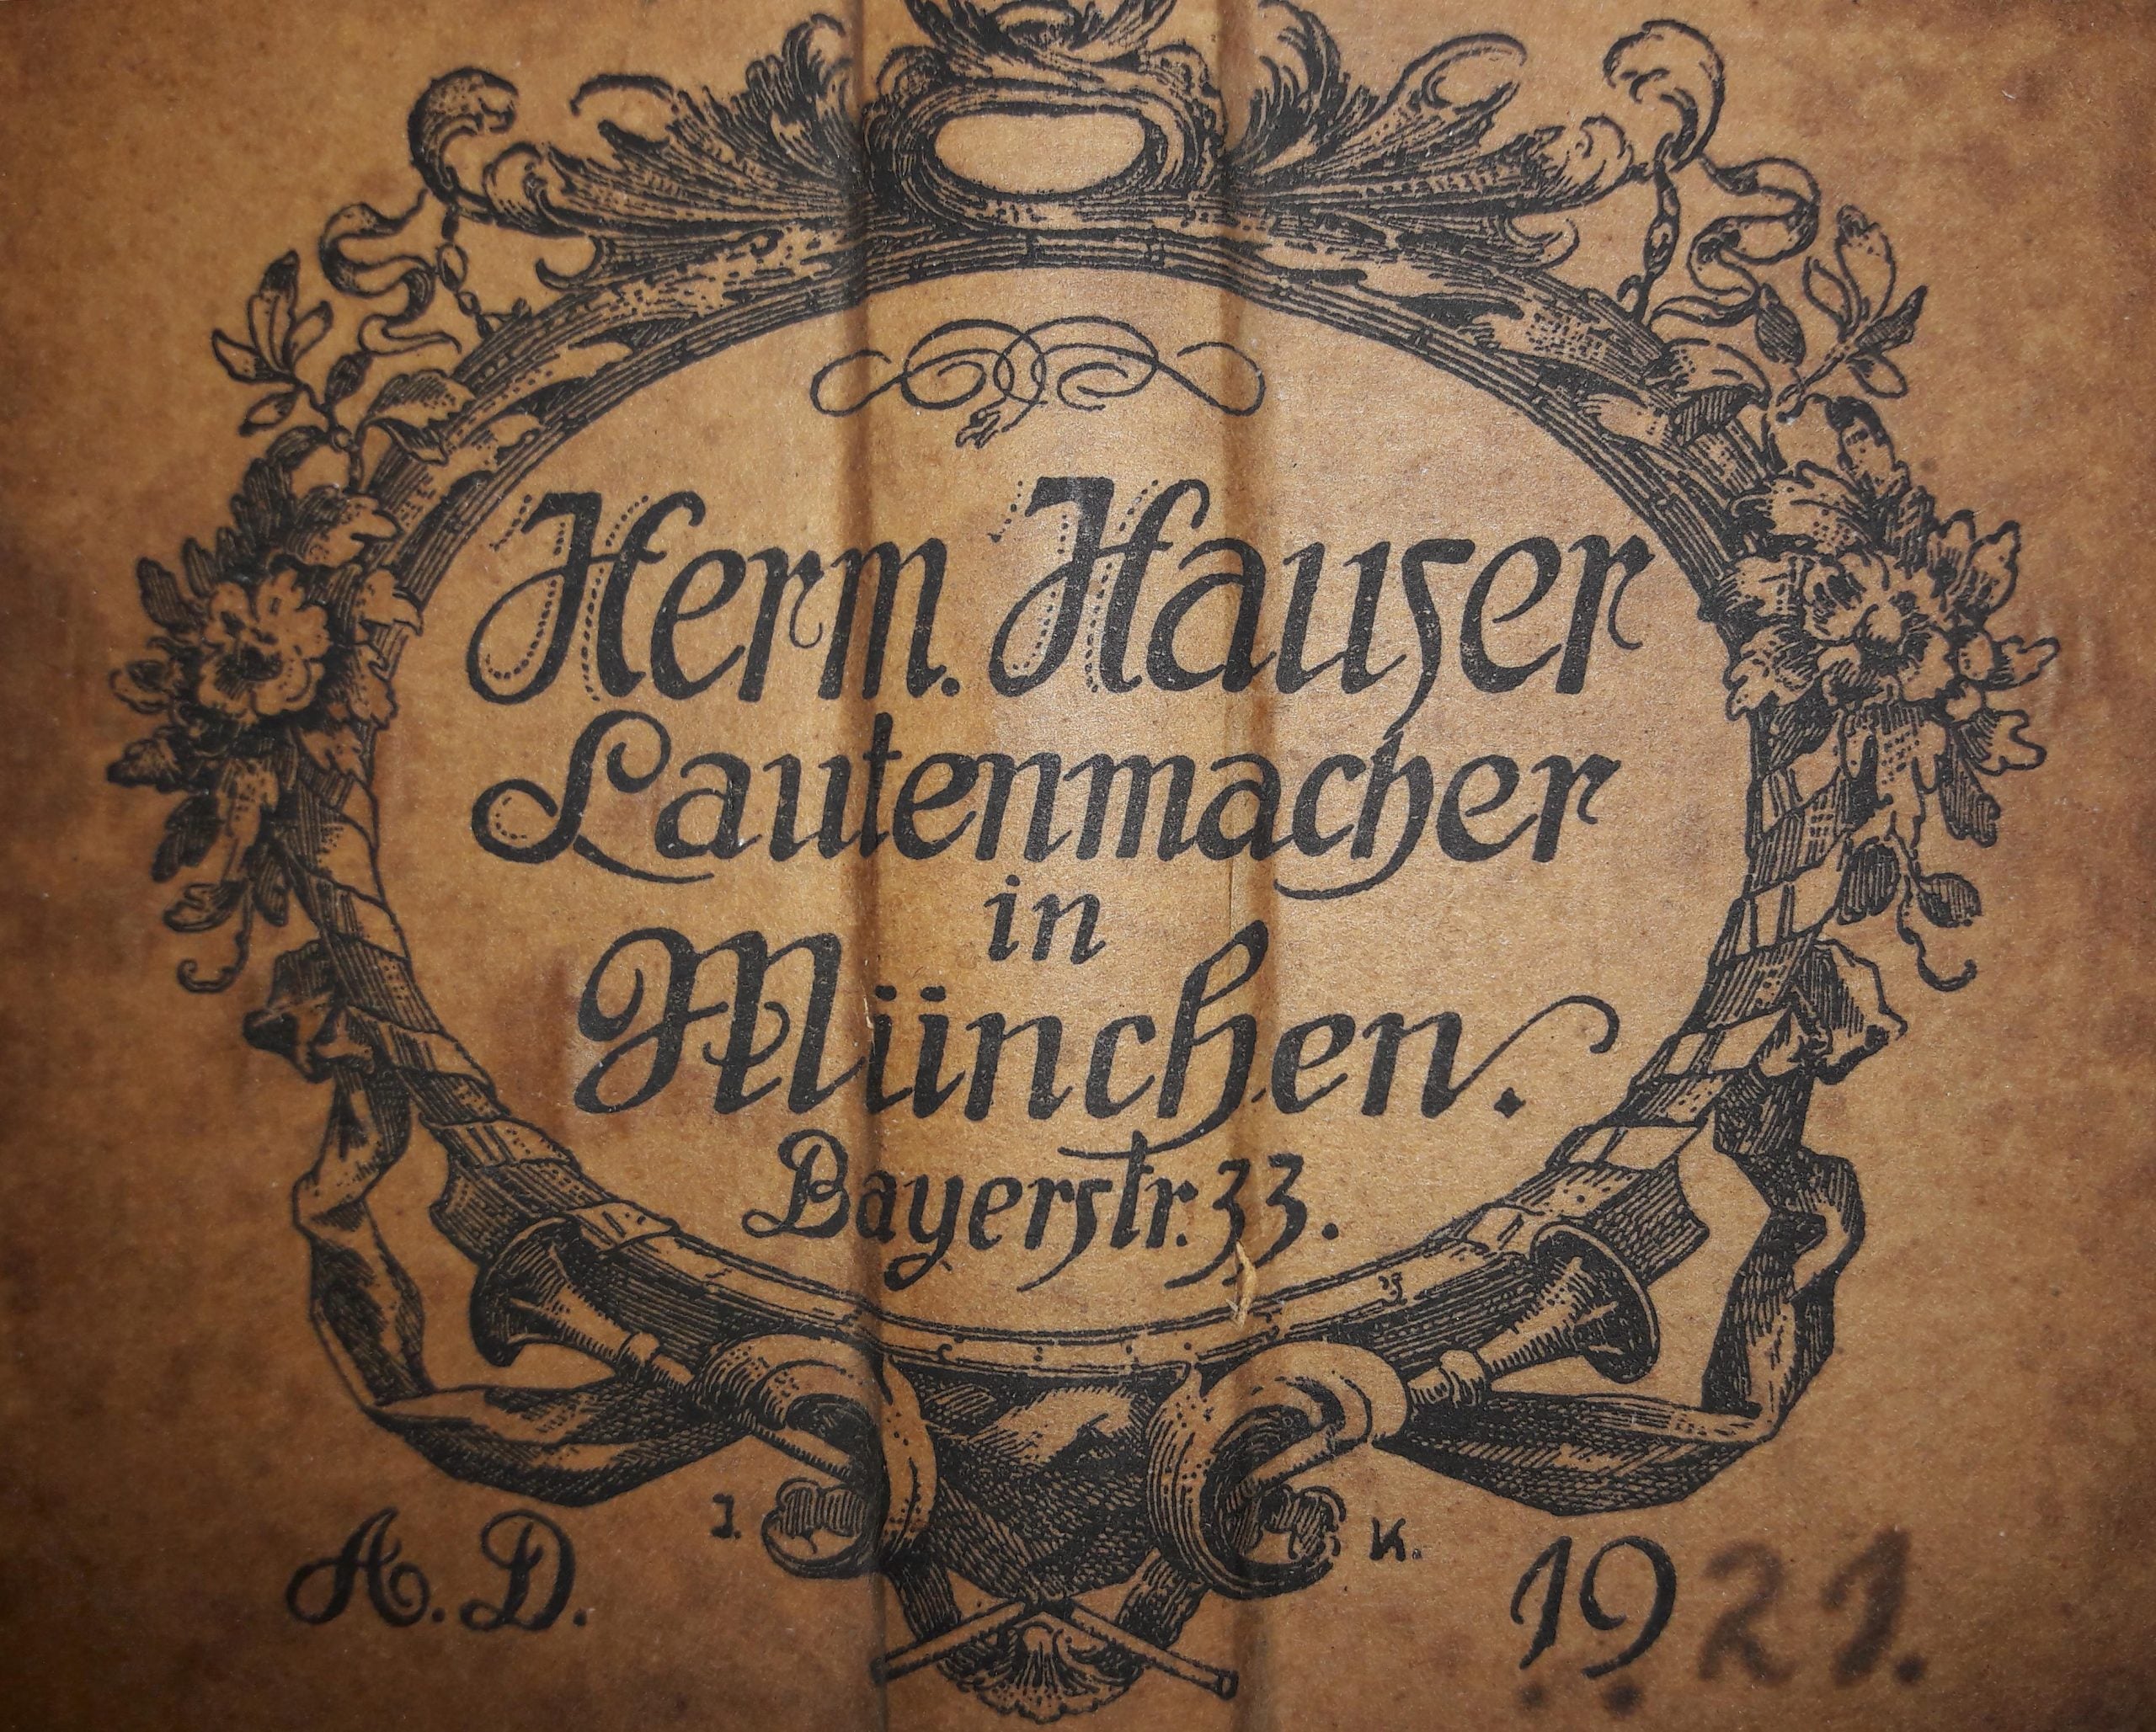 Herm. Hauser
Lautenmacher
in
München.
Bayerstr. 33.
J. K.
A. D. 1921.